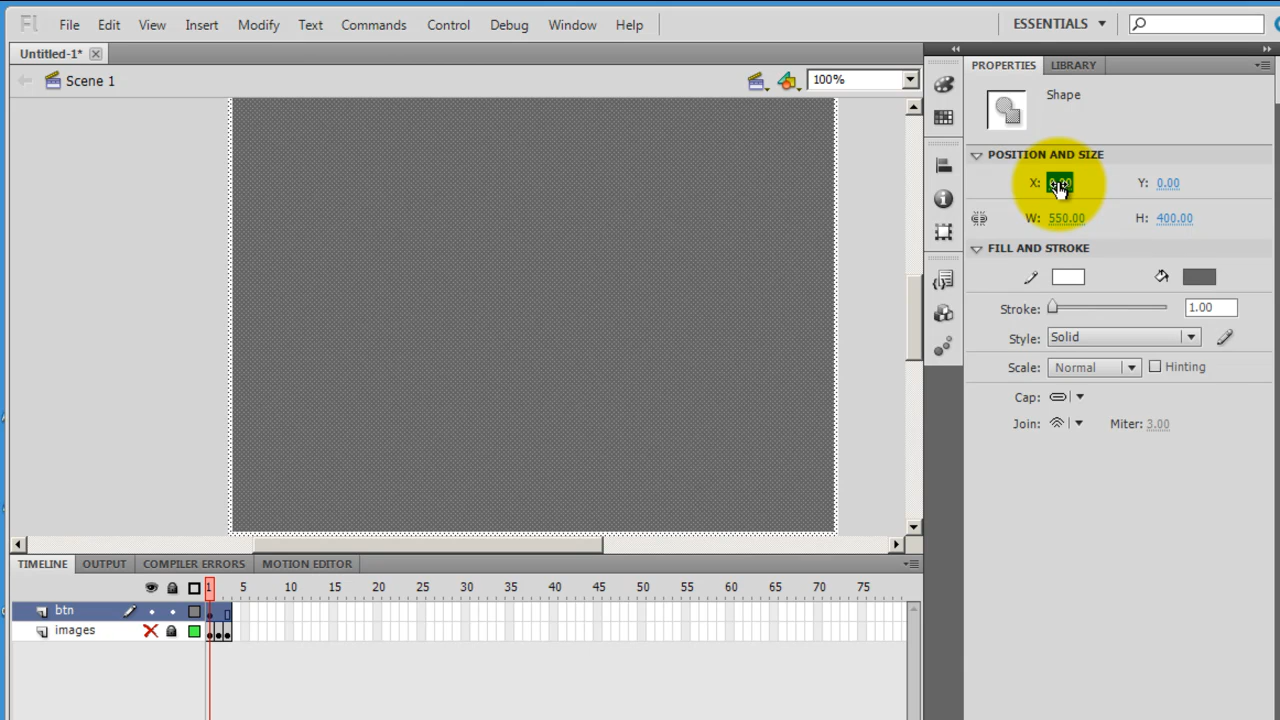 Fl File Edit View Insert Modify Text Commands Control Debug Window Help ESSENTIALS
Untitled-1*
Scene 1 100%
PROPERTIES LIBRARY
Shape
POSITION AND SIZE
X: 0.00 Y: 0.00
W: 550.00 H: 400.00
FILL AND STROKE
Stroke: 1.00
Style: Solid
Scale: Normal Hinting
Cap:
Join: Miter: 3.00
TIMELINE OUTPUT COMPILER ERRORS MOTION EDITOR
1 5 10 15 20 25 30 35 40 45 50 55 60 65 70 75
btn
images